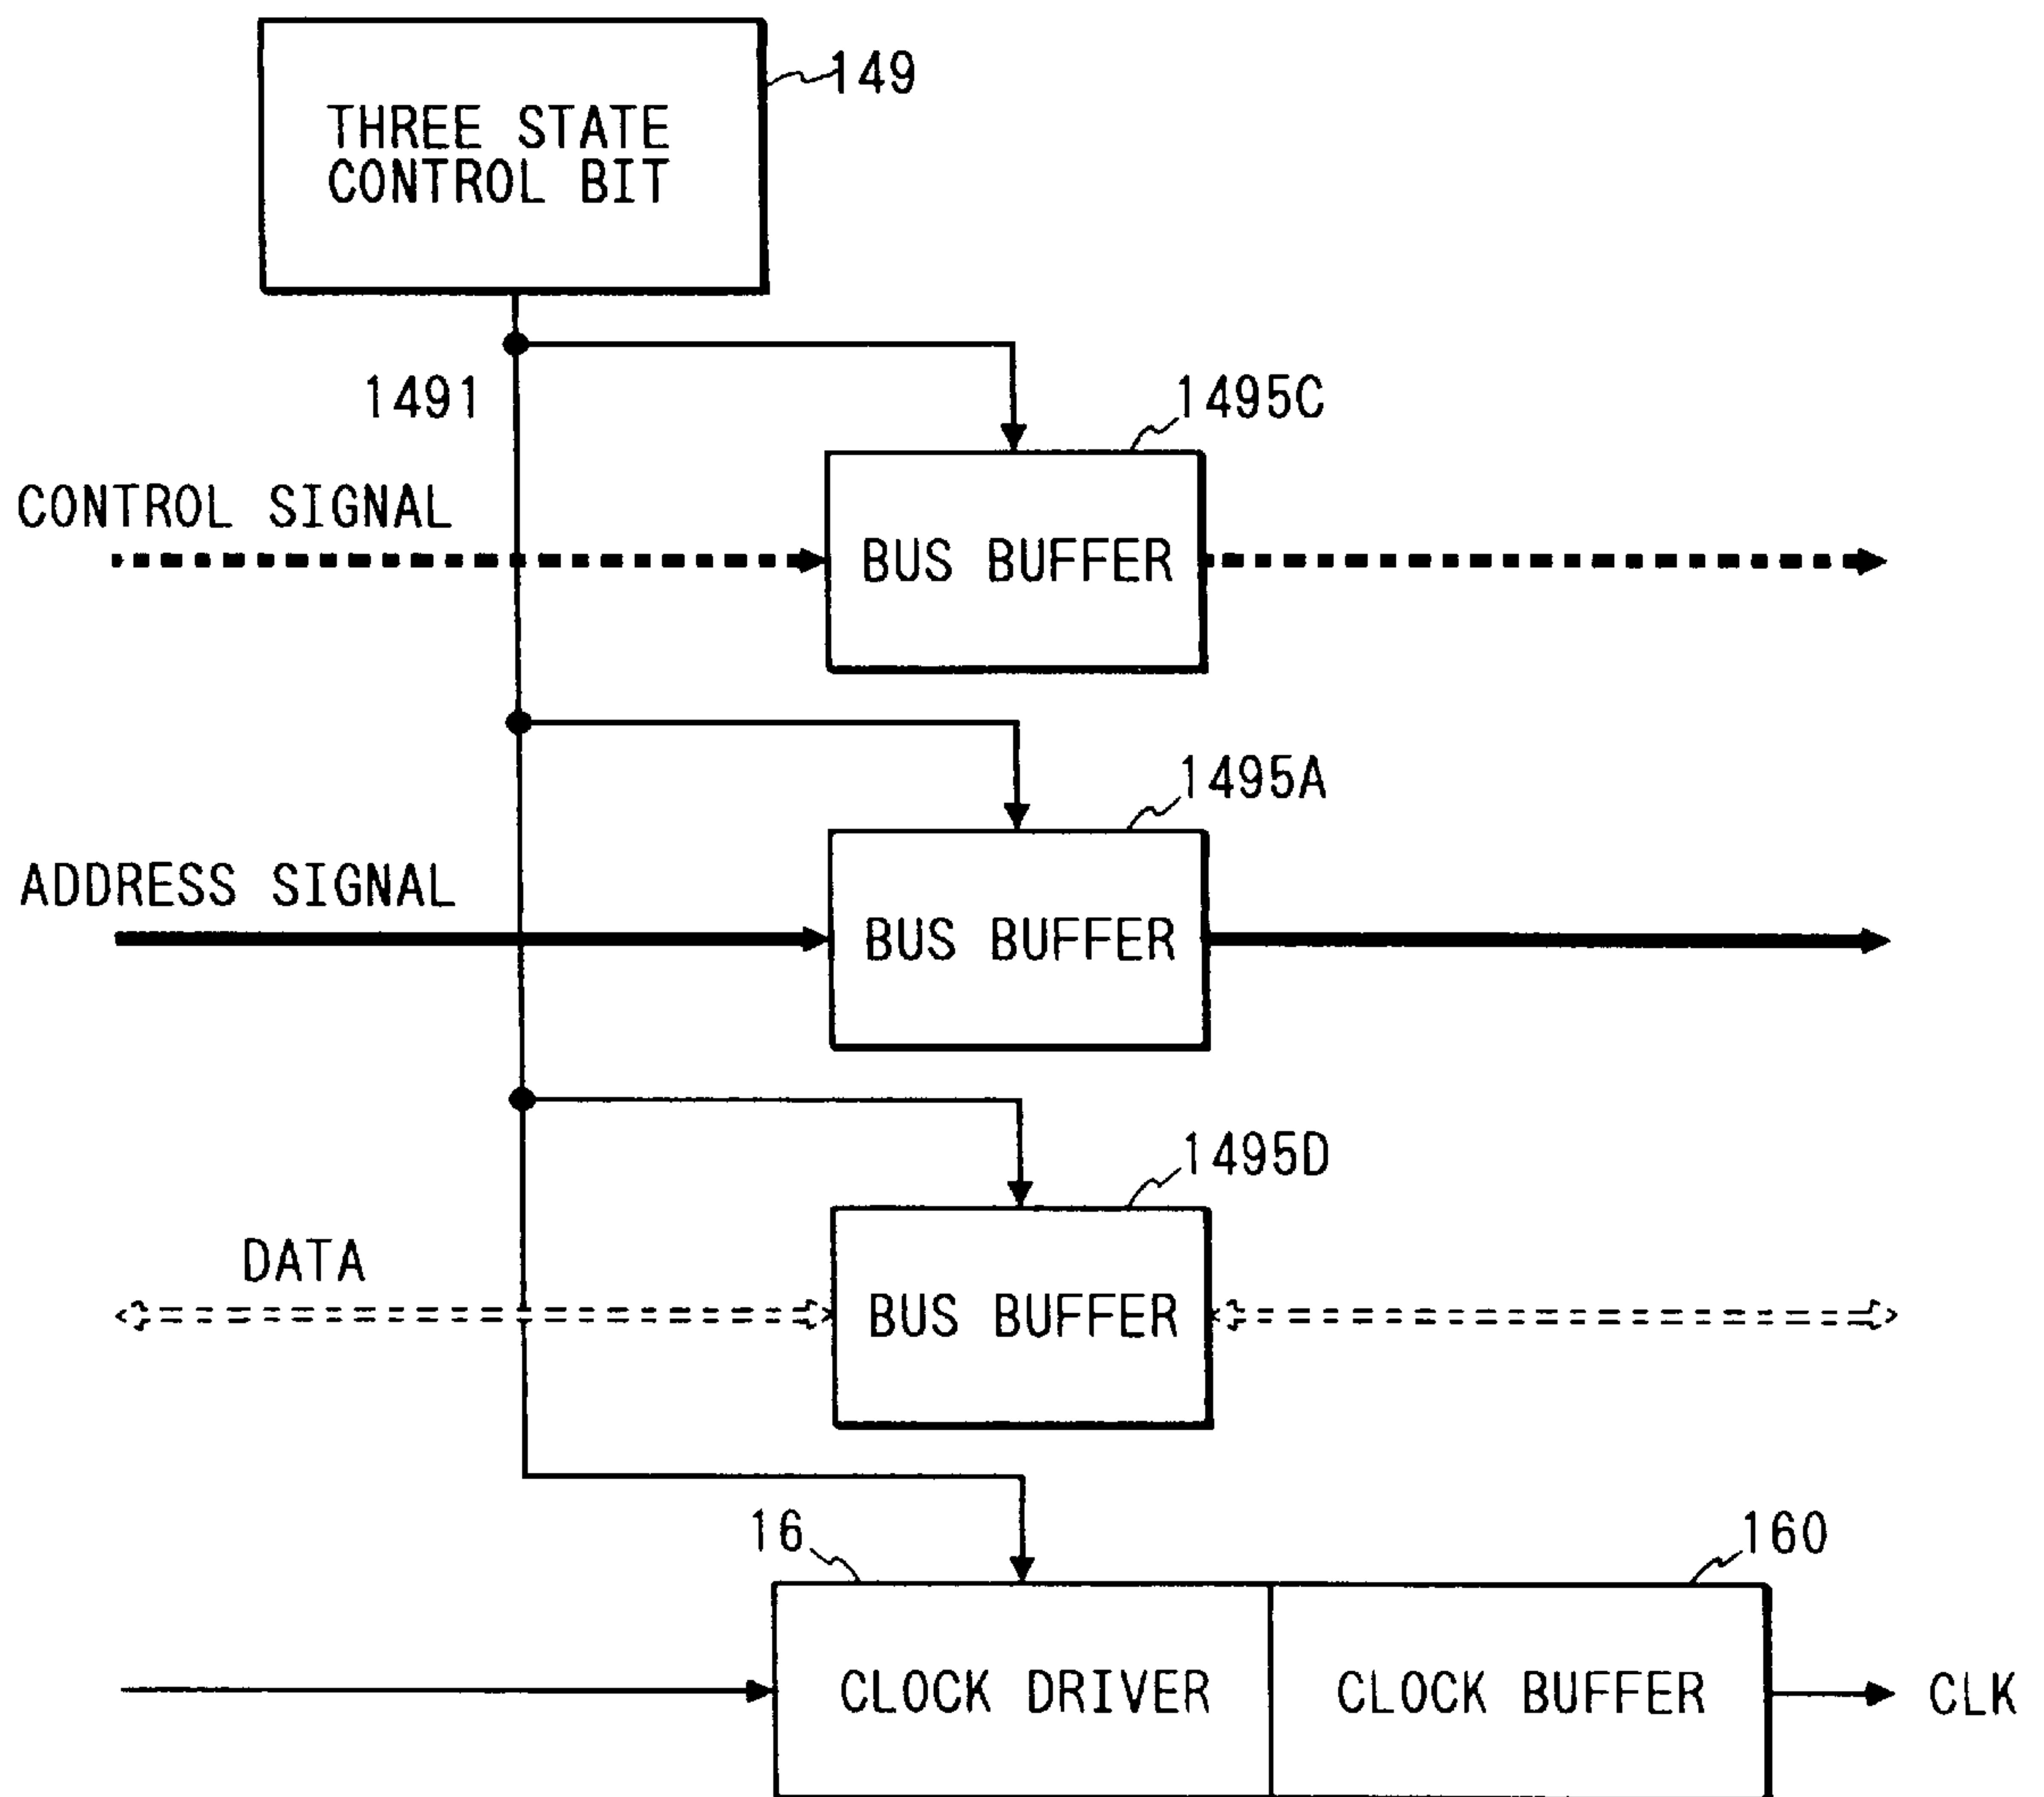 149
THREE STATE
CONTROL BIT
1491
1495C
CONTROL SIGNAL
BUS BUFFER
1495A
ADDRESS SIGNAL
BUS BUFFER
1495D
DATA
BUS BUFFER
16
160
CLOCK DRIVER
CLOCK BUFFER
CLK